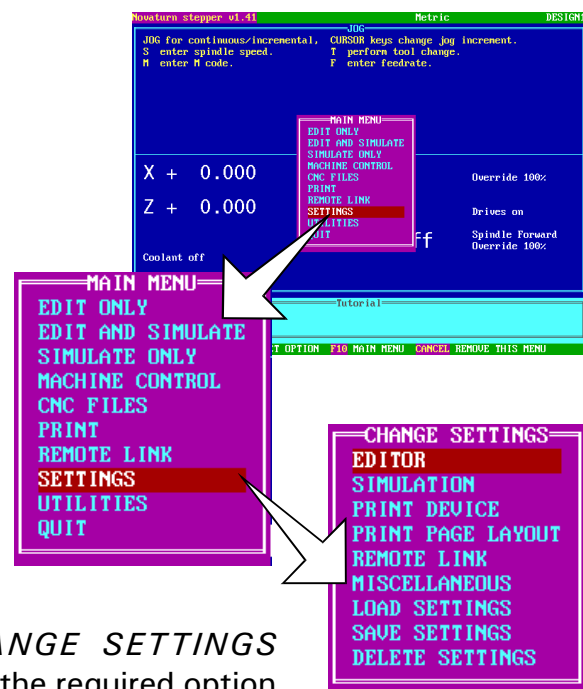 Novaturn stepper v1.41 Metric DESIGN
JOG
JOG for continuous/incremental, CURSOR keys change jog increment.
S enter spindle speed. T perform tool change.
M enter M code. F enter feedrate.
MAIN MENU
EDIT ONLY
EDIT AND SIMULATE
SIMULATE ONLY
MACHINE CONTROL
CNC FILES
PRINT
REMOTE LINK
SETTINGS
UTILITIES
QUIT
X + 0.000 Override 100%
Z + 0.000 Drives on
ff Spindle Forward
Override 100%
Coolant off
Tutorial
T OPTION F10 MAIN MENU CANCEL REMOVE THIS MENU
MAIN MENU
EDIT ONLY
EDIT AND SIMULATE
SIMULATE ONLY
MACHINE CONTROL
CNC FILES
PRINT
REMOTE LINK
SETTINGS
UTILITIES
QUIT
CHANGE SETTINGS
EDITOR
SIMULATION
PRINT DEVICE
PRINT PAGE LAYOUT
REMOTE LINK
MISCELLANEOUS
LOAD SETTINGS
SAVE SETTINGS
DELETE SETTINGS
ANGE SETTINGS
the required option